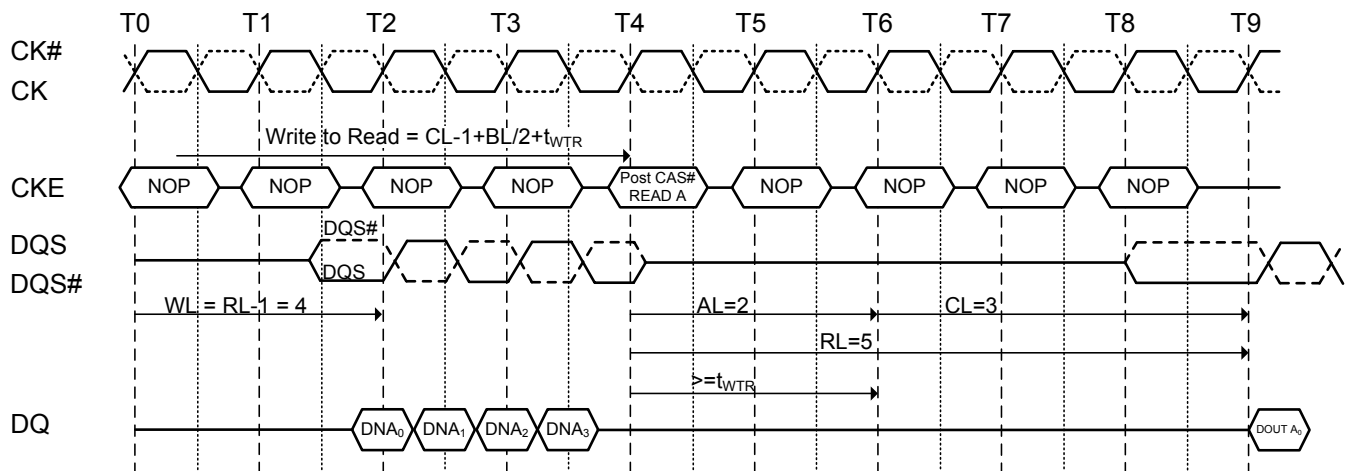 T0 T1 T2 T3 T4 T5 T6 T7 T8 T9
CK#
CK
Write to Read = CL-1+BL/2+tWTR
CKE NOP NOP NOP NOP Post CAS# READ A NOP NOP NOP NOP
DQS DQS#
DQS# DQS
WL = RL-1 = 4 AL=2 CL=3
RL=5
>=tWTR
DQ DNA0 DNA1 DNA2 DNA3 DOUT A0